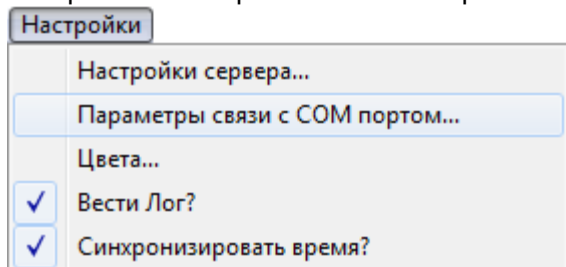 Настройки
Настройки сервера...
Параметры связи с COM портом...
Цвета...
Вести Лог?
Синхронизировать время?